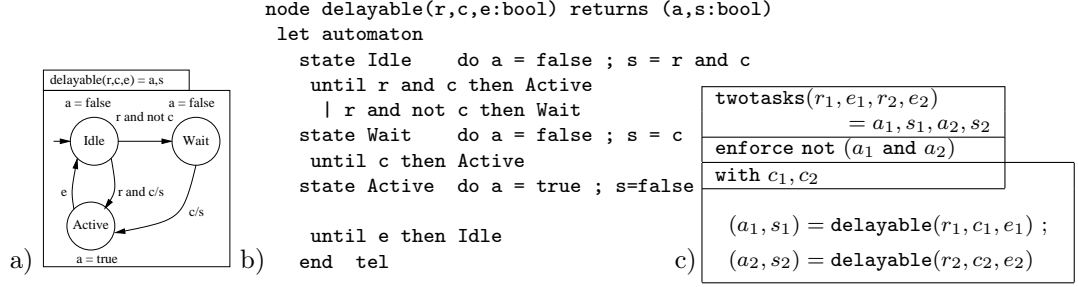 delayable(r,c,e) = a,s
a = false
a = false
r and not c
Idle
Wait
e
r and c/s
c/s
Active
a = true
a)
node delayable(r,c,e:bool) returns (a,s:bool)
let automaton
state Idle do a = false ; s = r and c
until r and c then Active
| r and not c then Wait
state Wait do a = false ; s = c
until c then Active
state Active do a = true ; s=false
until e then Idle
end tel
b)
twotasks(r₁, e₁, r₂, e₂)
= a₁, s₁, a₂, s₂
enforce not (a₁ and a₂)
with c₁, c₂
(a₁, s₁) = delayable(r₁, c₁, e₁) ;
(a₂, s₂) = delayable(r₂, c₂, e₂)
c)